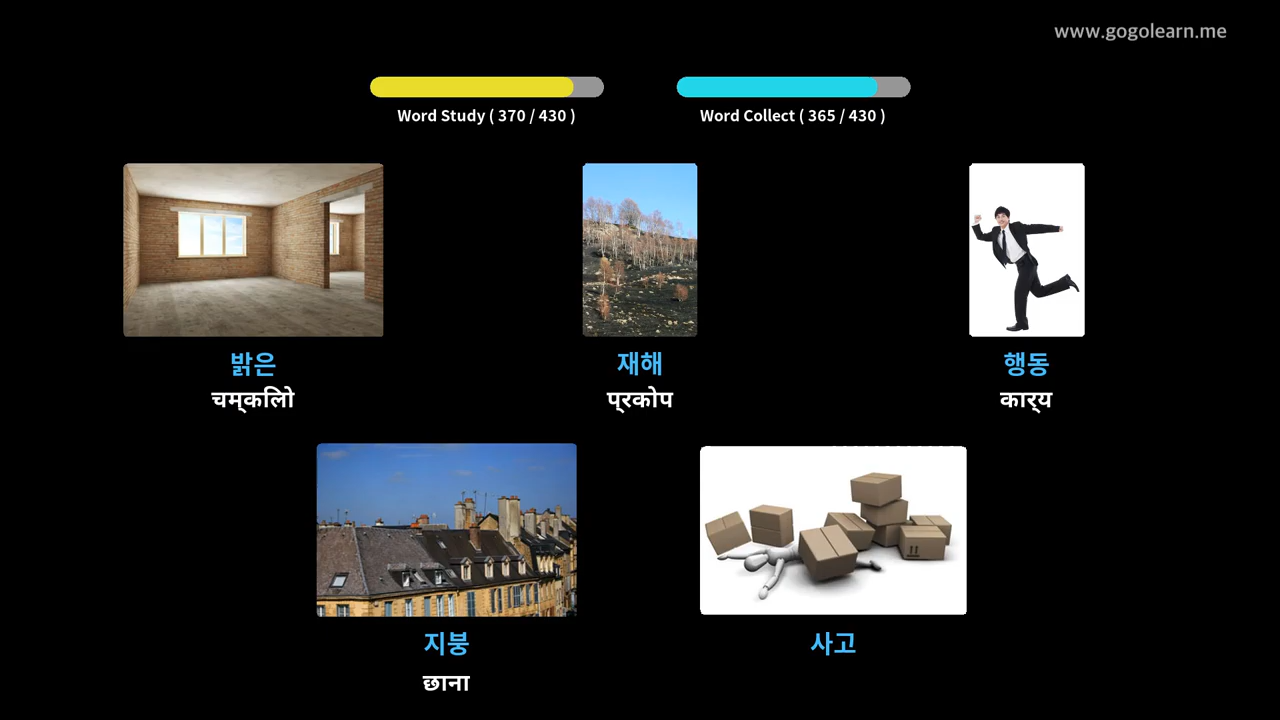 www.gogolearn.me
Word Study ( 370 / 430 )
Word Collect ( 365 / 430 )
밝은
चम्किलो
재해
प्रकोप
행동
कार्य
지붕
छाना
사고